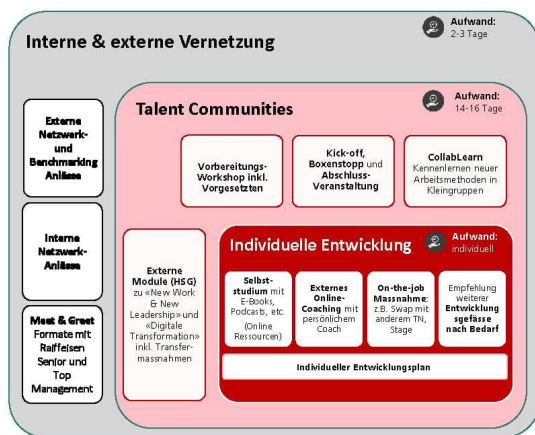 Interne & externe Vernetzung
Aufwand:
2-3 Tage
Externe
Netzwerk-
und
Benchmarking
Anlässe
Interne
Netzwerk-
Anlässe
Meet & Greet
Formate mit
Raiffeisen
Senior und
Top
Management
Talent Communities
Aufwand:
14-16 Tage
Vorbereitungs-
Workshop inkl.
Vorgesetzten
Kick-off,
Boxenstopp und
Abschluss-
Veranstaltung
CollabLearn
Kennenlernen neuer
Arbeitsmethoden in
Kleingruppen
Externe
Module (HSG)
zu «New Work
& New
Leadership» und
«Digitale
Transformation»
inkl. Transfer-
massnahmen
Individuelle Entwicklung
Aufwand:
individuell
Selbst-
studium mit
E-Books,
Podcasts, etc.
(Online
Ressourcen)
Externes
Online-
Coaching mit
persönlichem
Coach
On-the-job
Massnahme:
z.B. Swap mit
anderem TN,
Stage
Empfehlung
weiterer
Entwicklung
sgefässe
nach Bedarf
Individueller Entwicklungsplan